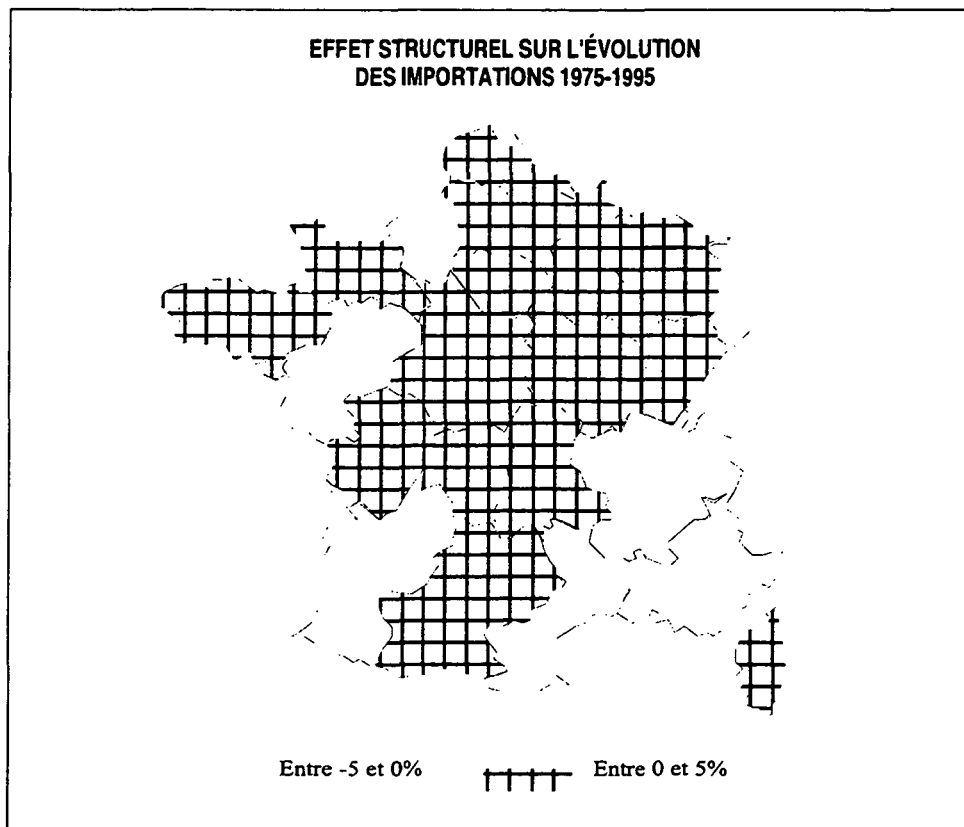 EFFET STRUCTUREL SUR L'ÉVOLUTION
DES IMPORTATIONS 1975-1995
Entre -5 et 0% Entre 0 et 5%